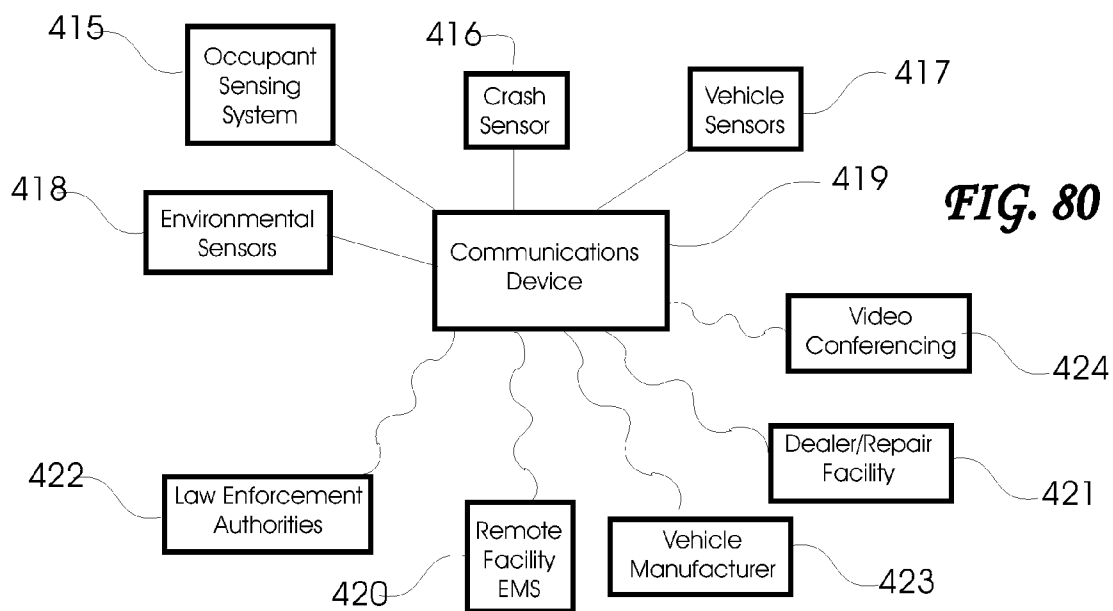 415
Occupant
Sensing
System
416
Crash
Sensor
Vehicle
Sensors
417
418
Environmental
Sensors
Communications
Device
419
FIG. 80
Video
Conferencing
424
Dealer/Repair
Facility
421
422
Law Enforcement
Authorities
Remote
Facility
EMS
420
Vehicle
Manufacturer
423